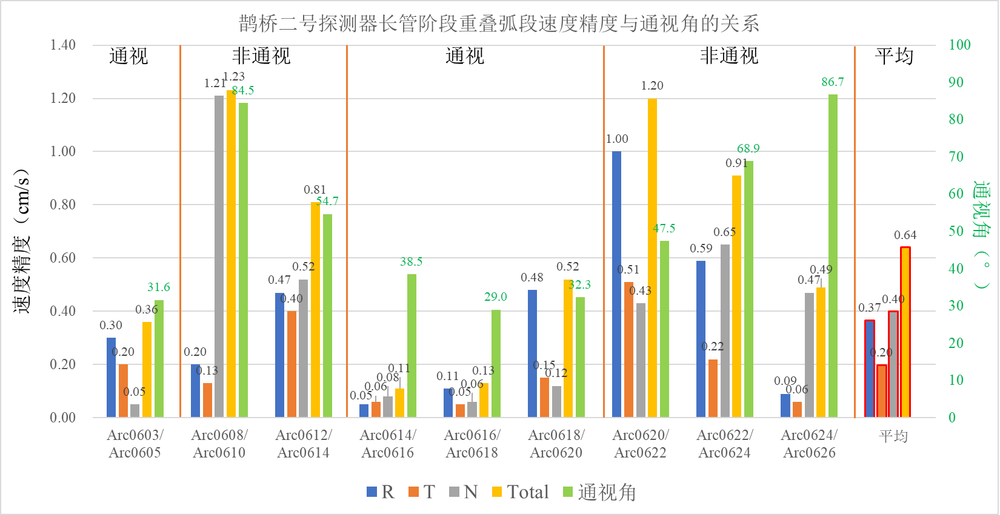 鹊桥二号探测器长管阶段重叠弧段速度精度与通视角的关系
通视
非通视
通视
非通视
平均
速度精度（cm/s）
1.40
1.20
1.00
0.80
0.60
0.40
0.20
0.00
通视角（°）
100
90
80
70
60
50
40
30
20
10
0
0.30
0.20
0.05
0.36
31.6
0.20
0.13
1.21
1.23
84.5
0.47
0.40
0.52
0.81
54.7
0.05
0.06
0.08
0.11
38.5
0.11
0.05
0.06
0.13
29.0
0.48
0.15
0.12
0.52
32.3
1.00
0.51
0.43
1.20
47.5
0.59
0.22
0.65
0.91
68.9
0.09
0.06
0.47
0.49
86.7
0.37
0.20
0.40
0.64
Arc0603/
Arc0605
Arc0608/
Arc0610
Arc0612/
Arc0614
Arc0614/
Arc0616
Arc0616/
Arc0618
Arc0618/
Arc0620
Arc0620/
Arc0622
Arc0622/
Arc0624
Arc0624/
Arc0626
平均
R T N Total 通视角